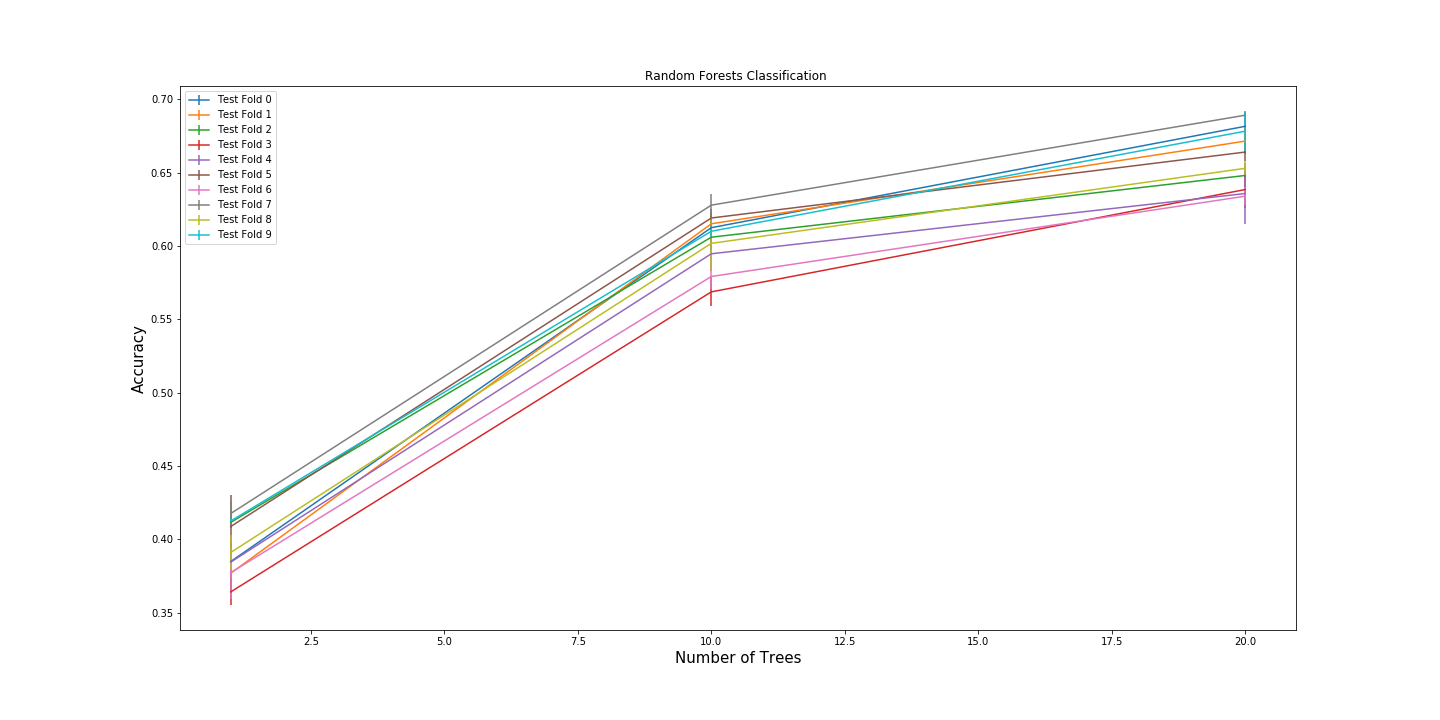 Random Forests Classification
0.70
0.65
0.60
0.55
0.50
0.45
0.40
0.35
Accuracy
Test Fold 0
Test Fold 1
Test Fold 2
Test Fold 3
Test Fold 4
Test Fold 5
Test Fold 6
Test Fold 7
Test Fold 8
Test Fold 9
2.5 5.0 7.5 10.0 12.5 15.0 17.5 20.0
Number of Trees